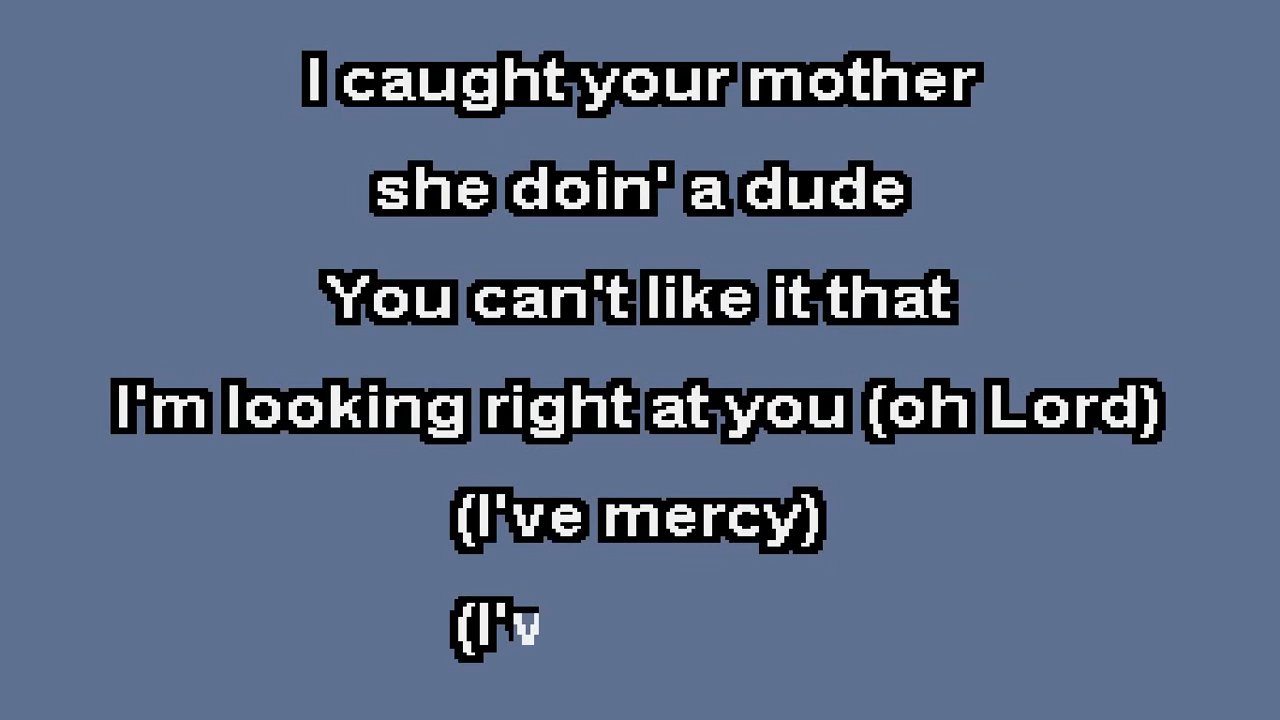 I caught your mother
she doin' a dude
You can't like it that
I'm looking right at you (oh Lord)
(I've mercy)
(I'v